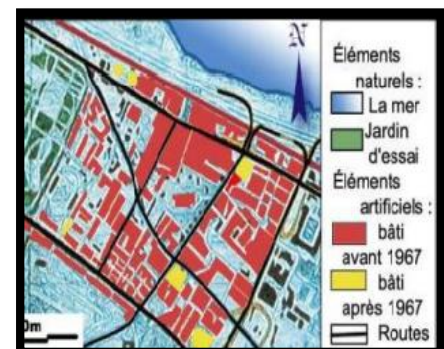 N
Éléments
naturels :
La mer
Jardin
d'essai
Éléments
artificiels :
bâti
avant 1967
bâti
après 1967
Routes
0m